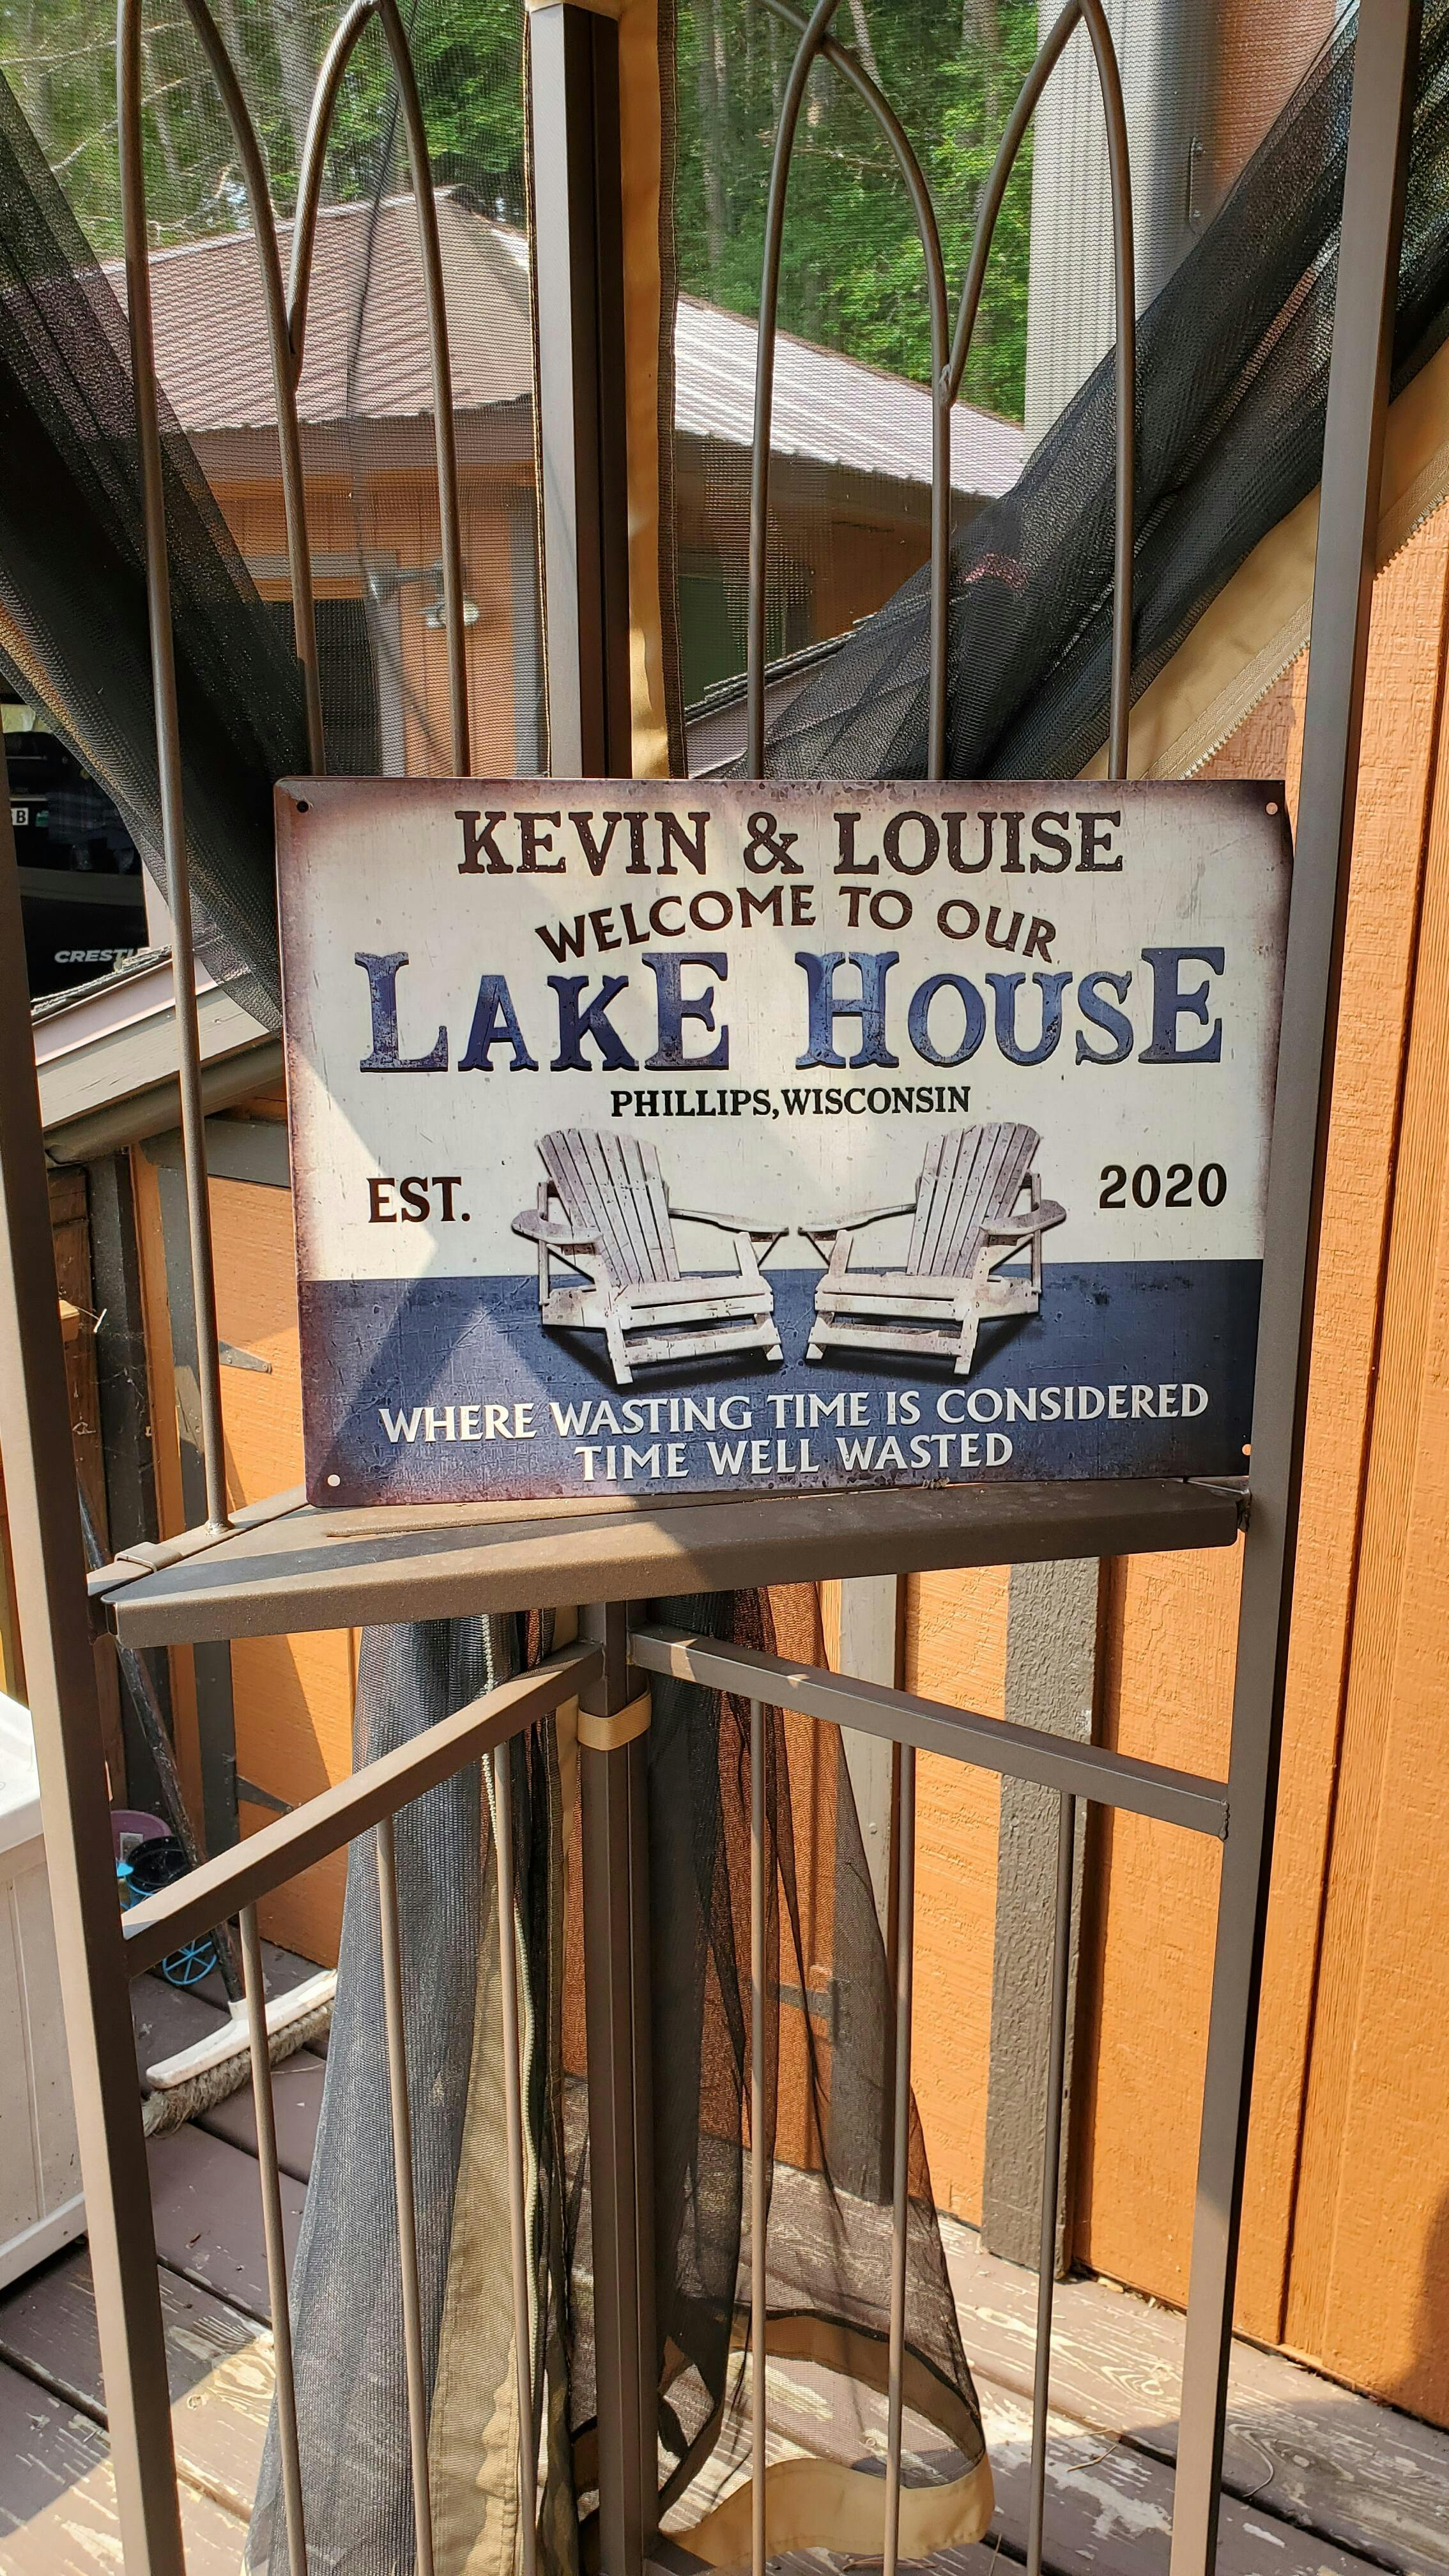 KEVIN & LOUISE
WELCOME TO OUR
LAKE HOUSE
PHILLIPS, WISCONSIN
EST. 2020
WHERE WASTING TIME IS CONSIDERED
TIME WELL WASTED